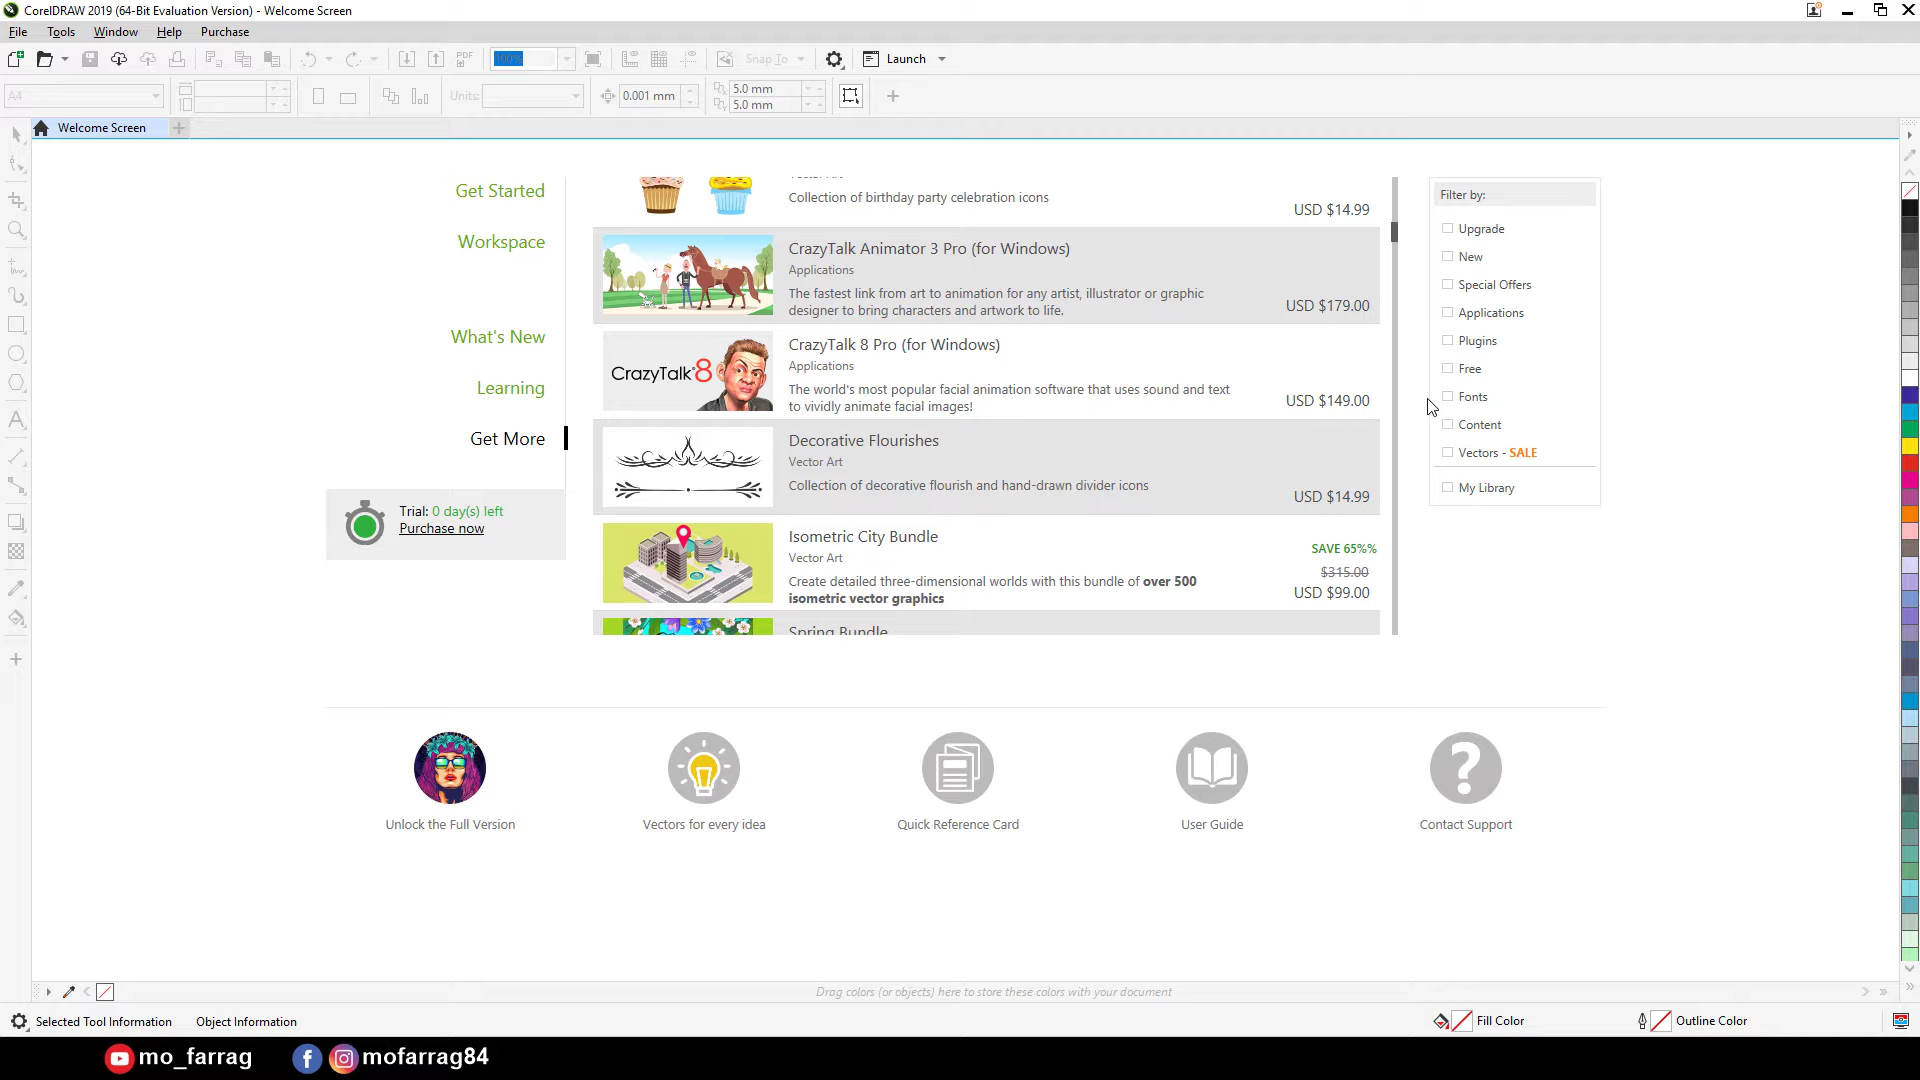 CorelDRAW 2019 (64-Bit Evaluation Version) - Welcome Screen
File Tools Window Help Purchase
PDF 100% Snap To Launch
A4 Units: 0.001 mm 5.0 mm
5.0 mm
Welcome Screen
Get Started
Workspace
What's New
Learning
Get More
Trial: 0 day(s) left
Purchase now
Collection of birthday party celebration icons
USD $14.99
CrazyTalk Animator 3 Pro (for Windows)
Applications
The fastest link from art to animation for any artist, illustrator or graphic
designer to bring characters and artwork to life.
USD $179.00
CrazyTalk 8
CrazyTalk 8 Pro (for Windows)
Applications
The world's most popular facial animation software that uses sound and text
to vividly animate facial images!
USD $149.00
Decorative Flourishes
Vector Art
Collection of decorative flourish and hand-drawn divider icons
USD $14.99
Isometric City Bundle
Vector Art
Create detailed three-dimensional worlds with this bundle of over 500
isometric vector graphics
SAVE 65%%
$315.00
USD $99.00
Spring Bundle
Filter by:
Upgrade
New
Special Offers
Applications
Plugins
Free
Fonts
Content
Vectors - SALE
My Library
Unlock the Full Version
Vectors for every idea
Quick Reference Card
User Guide
Contact Support
Drag colors (or objects) here to store these colors with your document
Selected Tool Information Object Information Fill Color Outline Color
mo_farrag mofarrag84